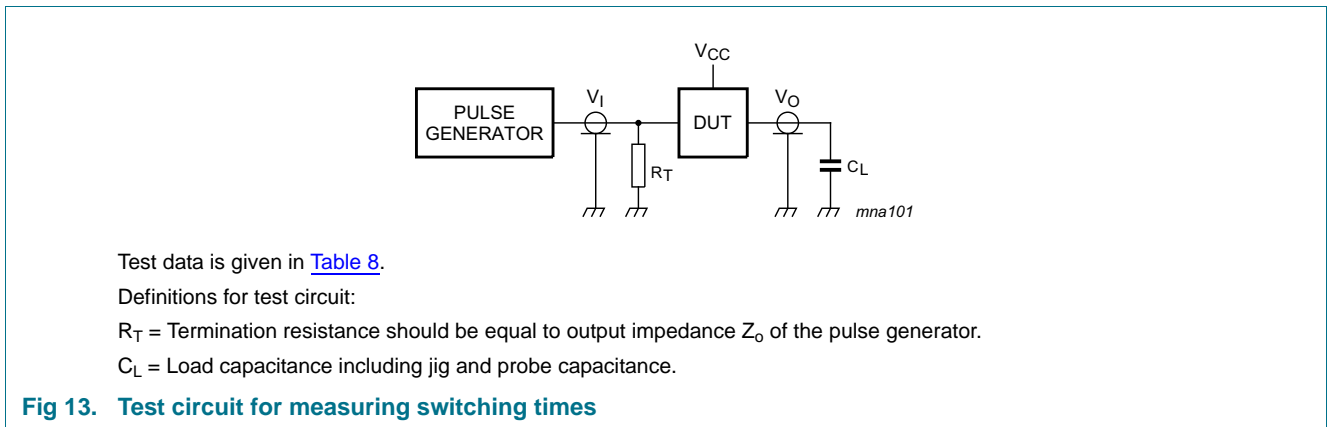 VCC
PULSE
GENERATOR
VI
DUT
VO
RT
CL
mna101
Test data is given in Table 8.
Definitions for test circuit:
RT = Termination resistance should be equal to output impedance Zo of the pulse generator.
CL = Load capacitance including jig and probe capacitance.
Fig 13. Test circuit for measuring switching times